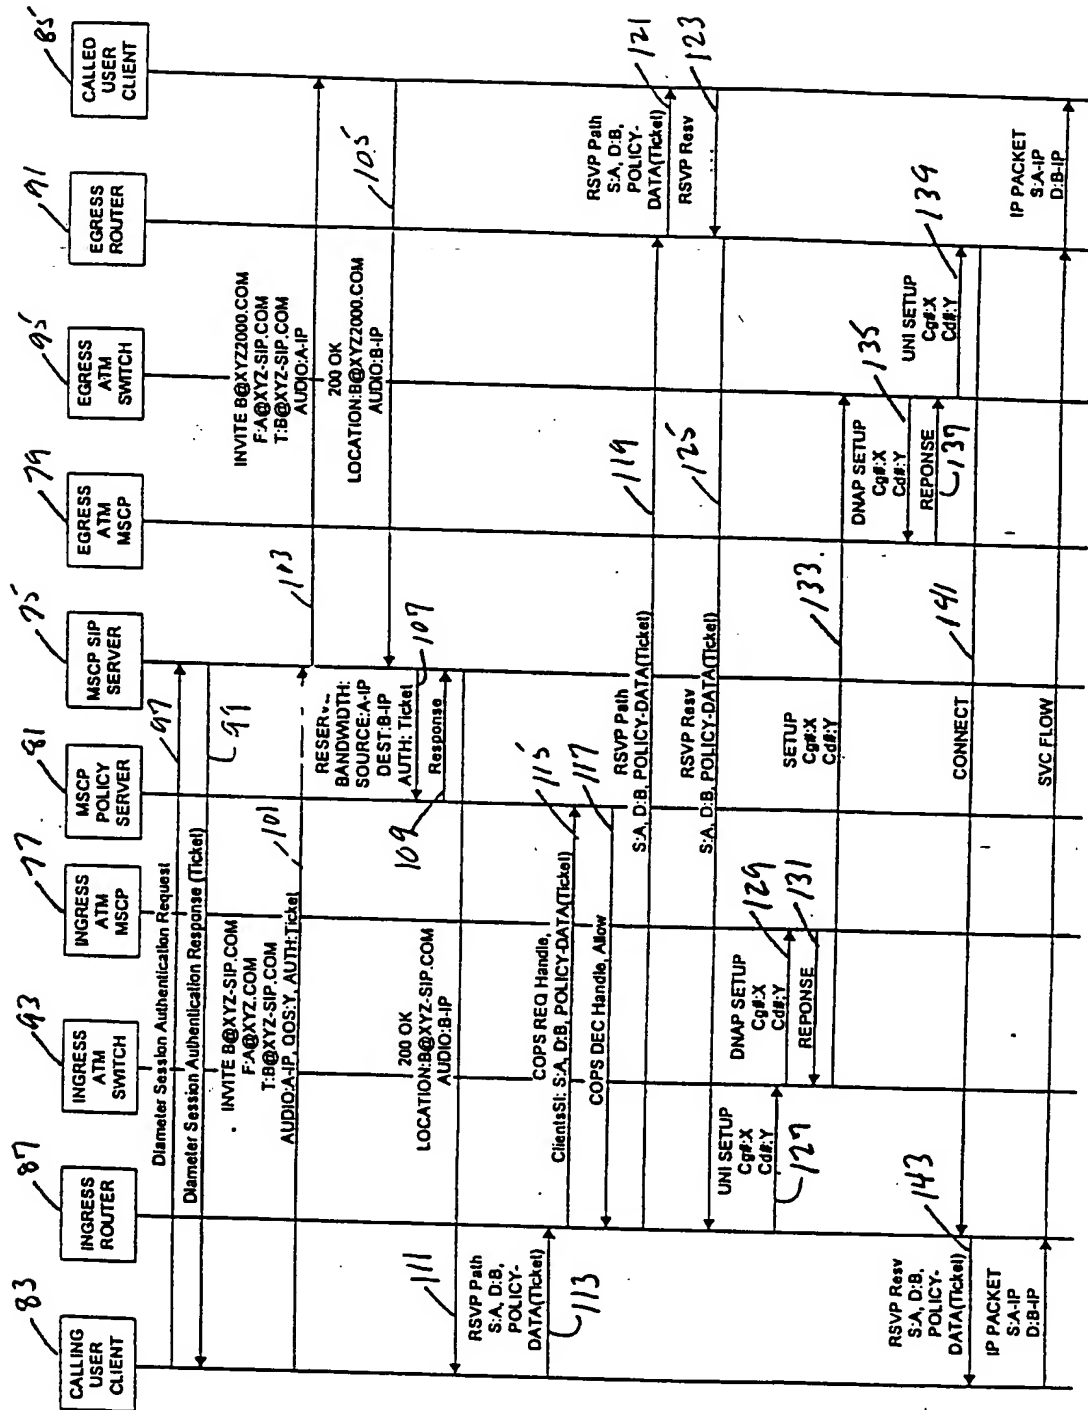 83
CALLING
USER
CLIENT
87
INGRESS
ROUTER
93
INGRESS
ATM
SWITCH
77
INGRESS
ATM
MSCP
81
MSCP
POLICY
SERVER
75
MSCP SIP
SERVER
79
EGRESS
ATM
MSCP
95
EGRESS
ATM
SWITCH
91
EGRESS
ROUTER
85
CALLED
USER
CLIENT
Diameter Session Authentication Request
97
Diameter Session Authentication Response (Ticket)
99
INVITE B@XYZ-SIP.COM
F:A@XYZ.COM
T:B@XYZ-SIP.COM
AUDIO:A-IP, QOS:Y, AUTH:Ticket
101
INVITE B@XYZ2000.COM
F:A@XYZ-SIP.COM
T:B@XYZ-SIP.COM
AUDIO:A-IP
103
200 OK
LOCATION:B@XYZ2000.COM
AUDIO:B-IP
105
RESERVE
BANDWIDTH:
SOURCE:A-IP
DEST:B-IP
AUTH: Ticket
107
Response
109
200 OK
LOCATION:B@XYZ-SIP.COM
AUDIO:B-IP
111
RSVP Path
S:A, D:B,
POLICY-
DATA(Ticket)
113
COPS REQ Handle,
ClientsSI: S:A, D:B, POLICY-DATA(Ticket)
115
COPS DEC Handle, Allow
117
RSVP Path
S:A, D:B, POLICY-DATA(Ticket)
119
RSVP Path
S:A, D:B,
POLICY-
DATA(Ticket)
121
RSVP Resv
...
123
RSVP Resv
S:A, D:B, POLICY-DATA(Ticket)
125
UNI SETUP
Cg#:X
Cd#:Y
127
DNAP SETUP
Cg#:X
Cd#:Y
129
REPONSE
131
SETUP
Cg#:X
Cd#:Y
133
DNAP SETUP
Cg#:X
Cd#:Y
135
REPONSE
137
UNI SETUP
Cg#:X
Cd#:Y
139
CONNECT
141
RSVP Resv
S:A, D:B,
POLICY-
DATA(Ticket)
143
IP PACKET
S:A-IP
D:B-IP
SVC FLOW
IP PACKET
S:A-IP
D:B-IP